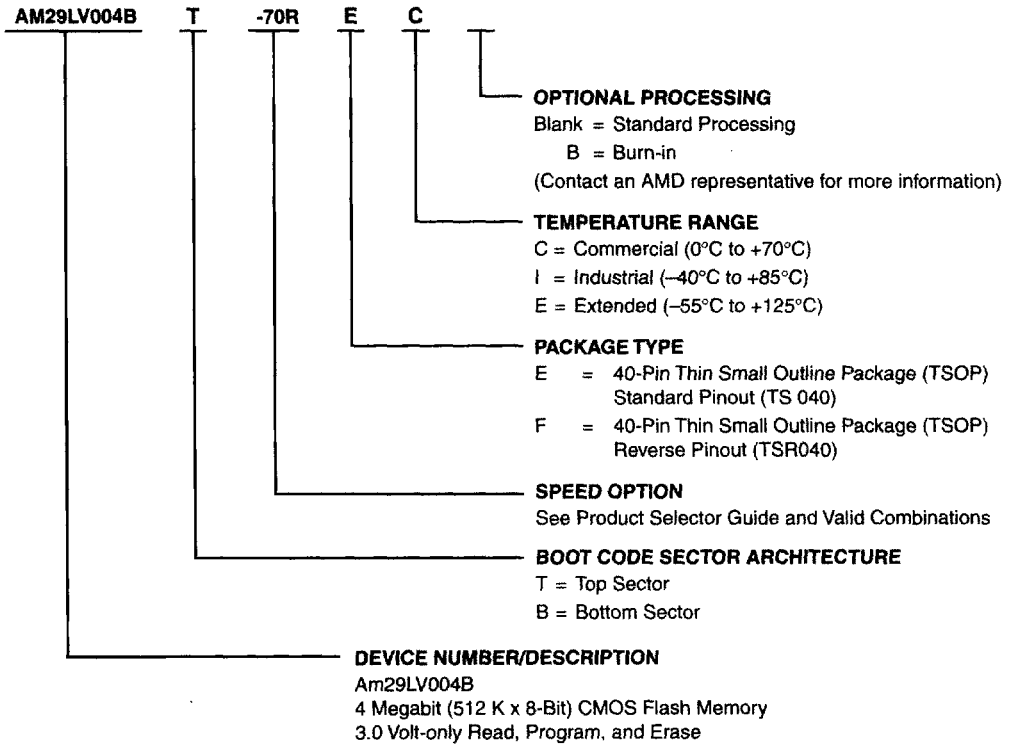 AM29LV004B T -70R E C
OPTIONAL PROCESSING
Blank = Standard Processing
B = Burn-in
(Contact an AMD representative for more information)
TEMPERATURE RANGE
C = Commercial (0°C to +70°C)
I = Industrial (–40°C to +85°C)
E = Extended (–55°C to +125°C)
PACKAGE TYPE
E = 40-Pin Thin Small Outline Package (TSOP)
Standard Pinout (TS 040)
F = 40-Pin Thin Small Outline Package (TSOP)
Reverse Pinout (TSR040)
SPEED OPTION
See Product Selector Guide and Valid Combinations
BOOT CODE SECTOR ARCHITECTURE
T = Top Sector
B = Bottom Sector
DEVICE NUMBER/DESCRIPTION
Am29LV004B
4 Megabit (512 K x 8-Bit) CMOS Flash Memory
3.0 Volt-only Read, Program, and Erase